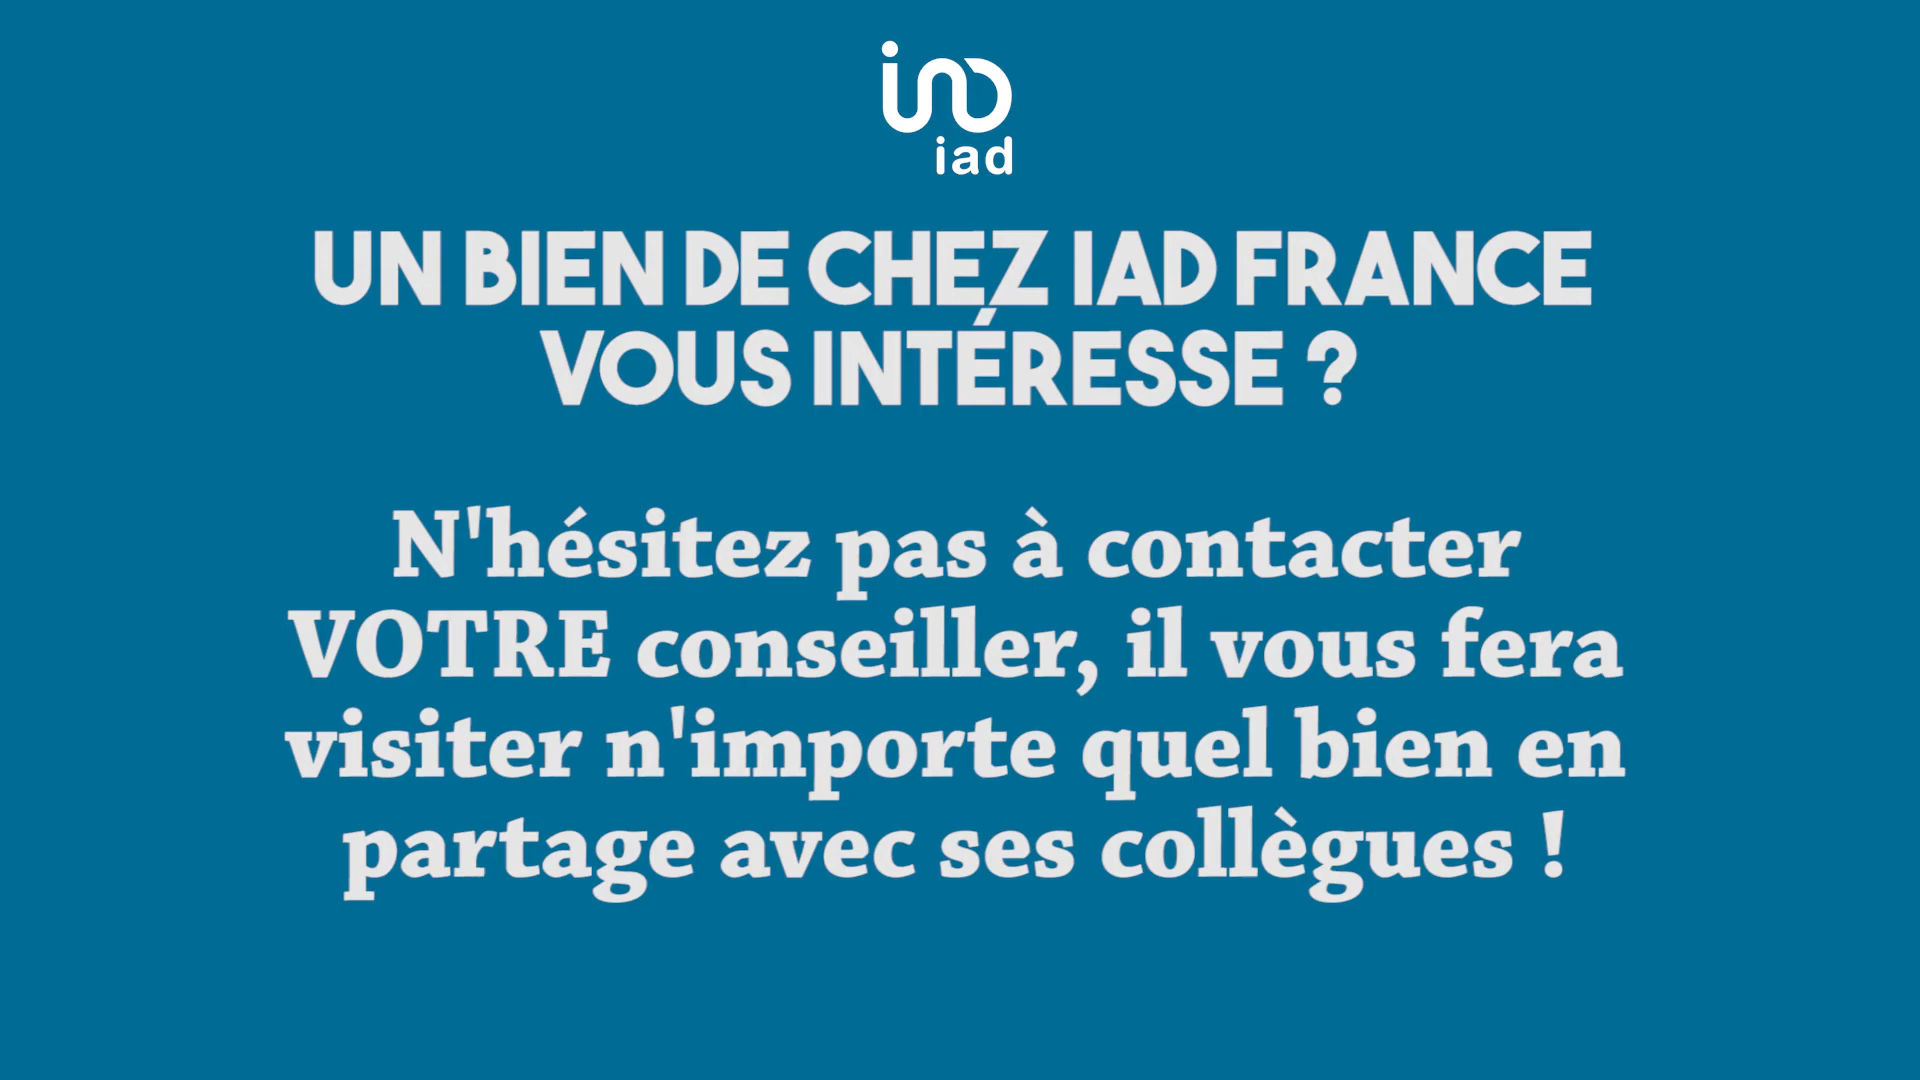 iad
UN BIEN DE CHEZ IAD FRANCE
VOUS INTÉRESSE ?
N'hésitez pas à contacter
VOTRE conseiller, il vous fera
visiter n'importe quel bien en
partage avec ses collègues !